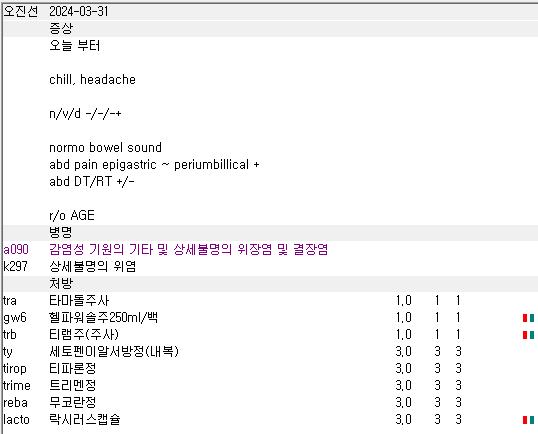 오진선 2024-03-31
증상
오늘 부터
chill, headache
n/v/d -/-/-+
normo bowel sound
abd pain epigastric ~ periumbillical +
abd DT/RT +/-
r/o AGE
병명
a090 감염성 기원의 기타 및 상세불명의 위장염 및 결장염
k297 상세불명의 위염
처방
tra 타마돌주사 1.0 1 1
gw6 헬파워솔주250ml/백 1.0 1 1
trb 티램주(주사) 1.0 1 1
ty 세토펜이알서방정(내복) 3.0 3 3
tirop 티파론정 3.0 3 3
trime 트리멘정 3.0 3 3
reba 무코란정 3.0 3 3
lacto 락시러스캡슐 3.0 3 3